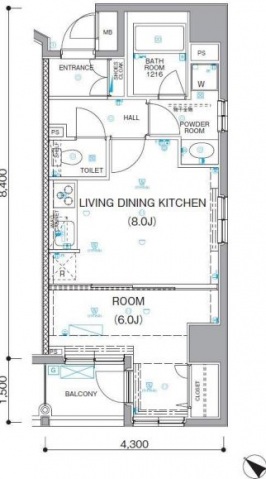 MB
PS
ENTRANCE
SHOES
CLOAK
BATH
ROOM
1216
W
HALL
POWDER
ROOM
PS
TOILET
LIVING DINING KITCHEN
(8.0J)
8,400
R
ROOM
(6.0J)
1,500
G
BALCONY
CLOSET
4,300